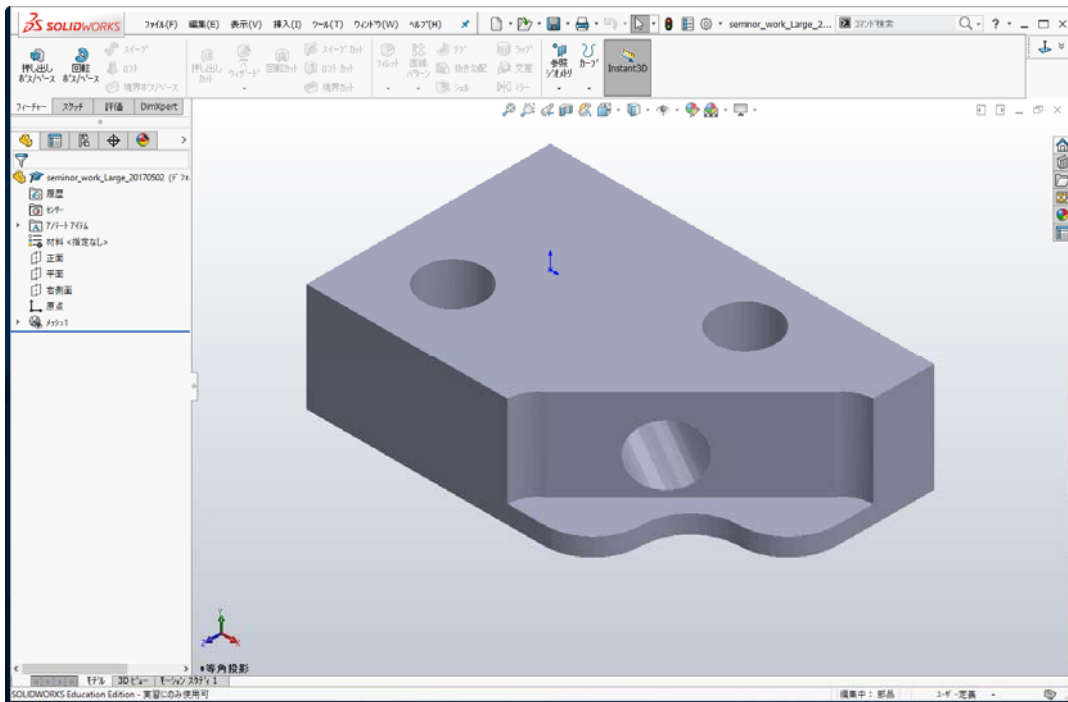 SOLIDWORKS
ファイル(F) 編集(E) 表示(V) 挿入(I) ツール(T) ウィンドウ(W) ヘルプ(H)
seminor_work_Large_2...
コマンド検索
押し出し
ボス/ベース
回転
ボス/ベース
スイープ
ロフト
境界ボス/ベース
押し出し
カット
回転カット
スイープ カット
ロフト カット
境界カット
フィレット
直線
パターン
リブ
抜き勾配
シェル
ラップ
交差
ミラー
参照
ジオメトリ
カーブ
Instant3D
フィーチャー スケッチ 評価 DimXpert
seminor_work_Large_20170502
履歴
センサー
アノテート アイテム
材料 <指定なし>
正面
平面
右側面
原点
メッシュ1
*等角投影
モデル 3D ビュー モーション スタディ 1
SOLIDWORKS Education Edition - 実習にのみ使用可
編集中: 部品
ユーザー定義